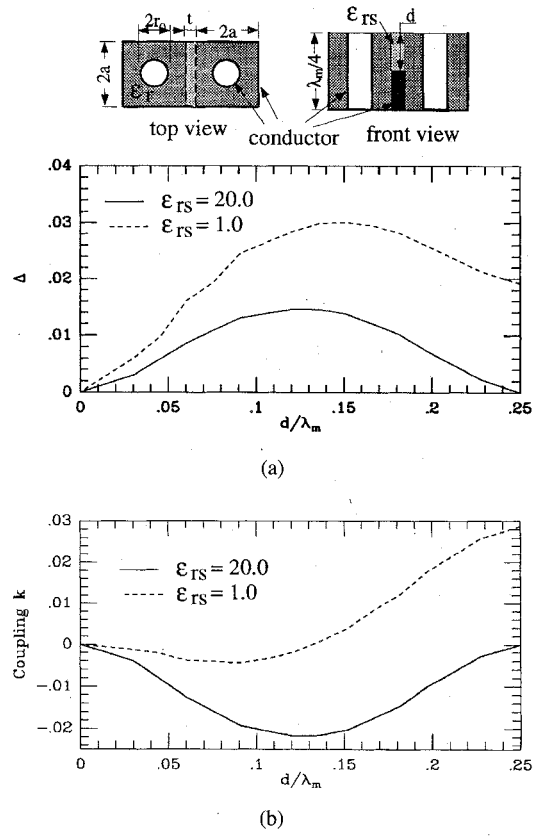 2rₒ t 2a
2a
εr
top view
conductor
εrs d
λm/4
front view
.04
.03
.02
.01
0
Δ
εrs = 20.0
εrs = 1.0
0 .05 .1 .15 .2 .25
d/λm
(a)
.03
.02
.01
0
-.01
-.02
Coupling k
εrs = 20.0
εrs = 1.0
0 .05 .1 .15 .2 .25
d/λm
(b)